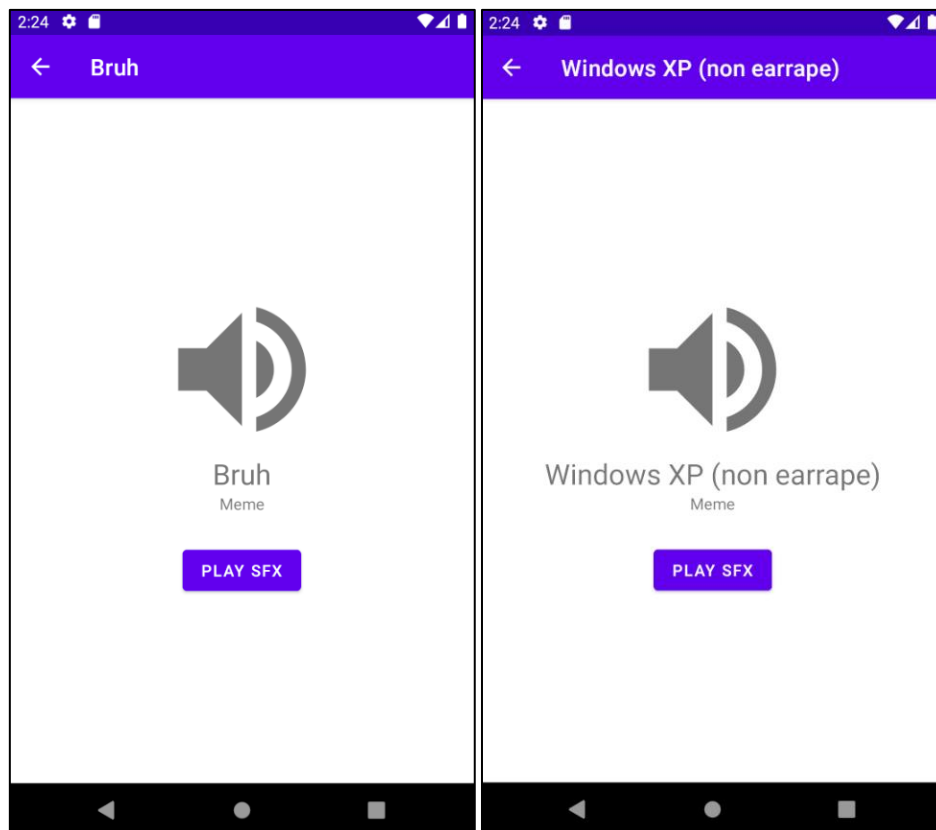 2:24
Bruh
Bruh
Meme
PLAY SFX
2:24
Windows XP (non earrape)
Windows XP (non earrape)
Meme
PLAY SFX